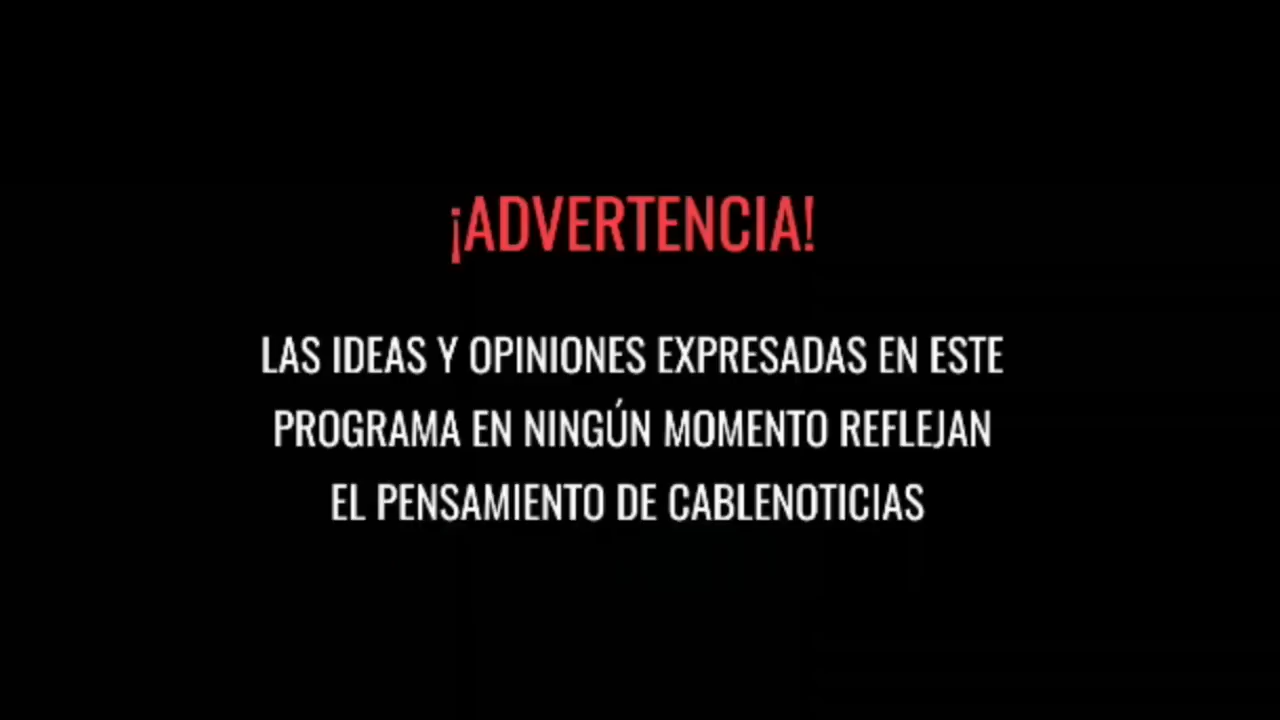 ¡ADVERTENCIA!
LAS IDEAS Y OPINIONES EXPRESADAS EN ESTE
PROGRAMA EN NINGÚN MOMENTO REFLEJAN
EL PENSAMIENTO DE CABLENOTICIAS